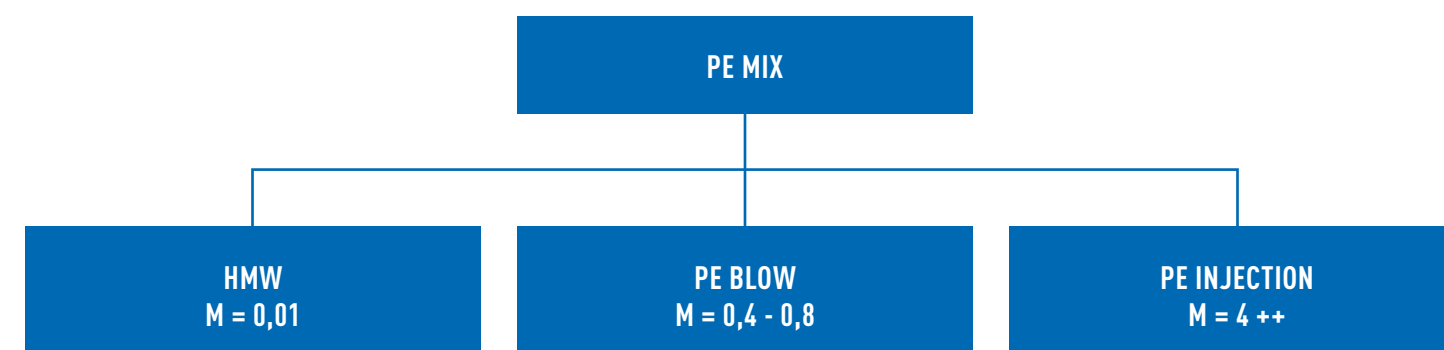 PE MIX
HMW
M = 0,01
PE BLOW
M = 0,4 - 0,8
PE INJECTION
M = 4 ++